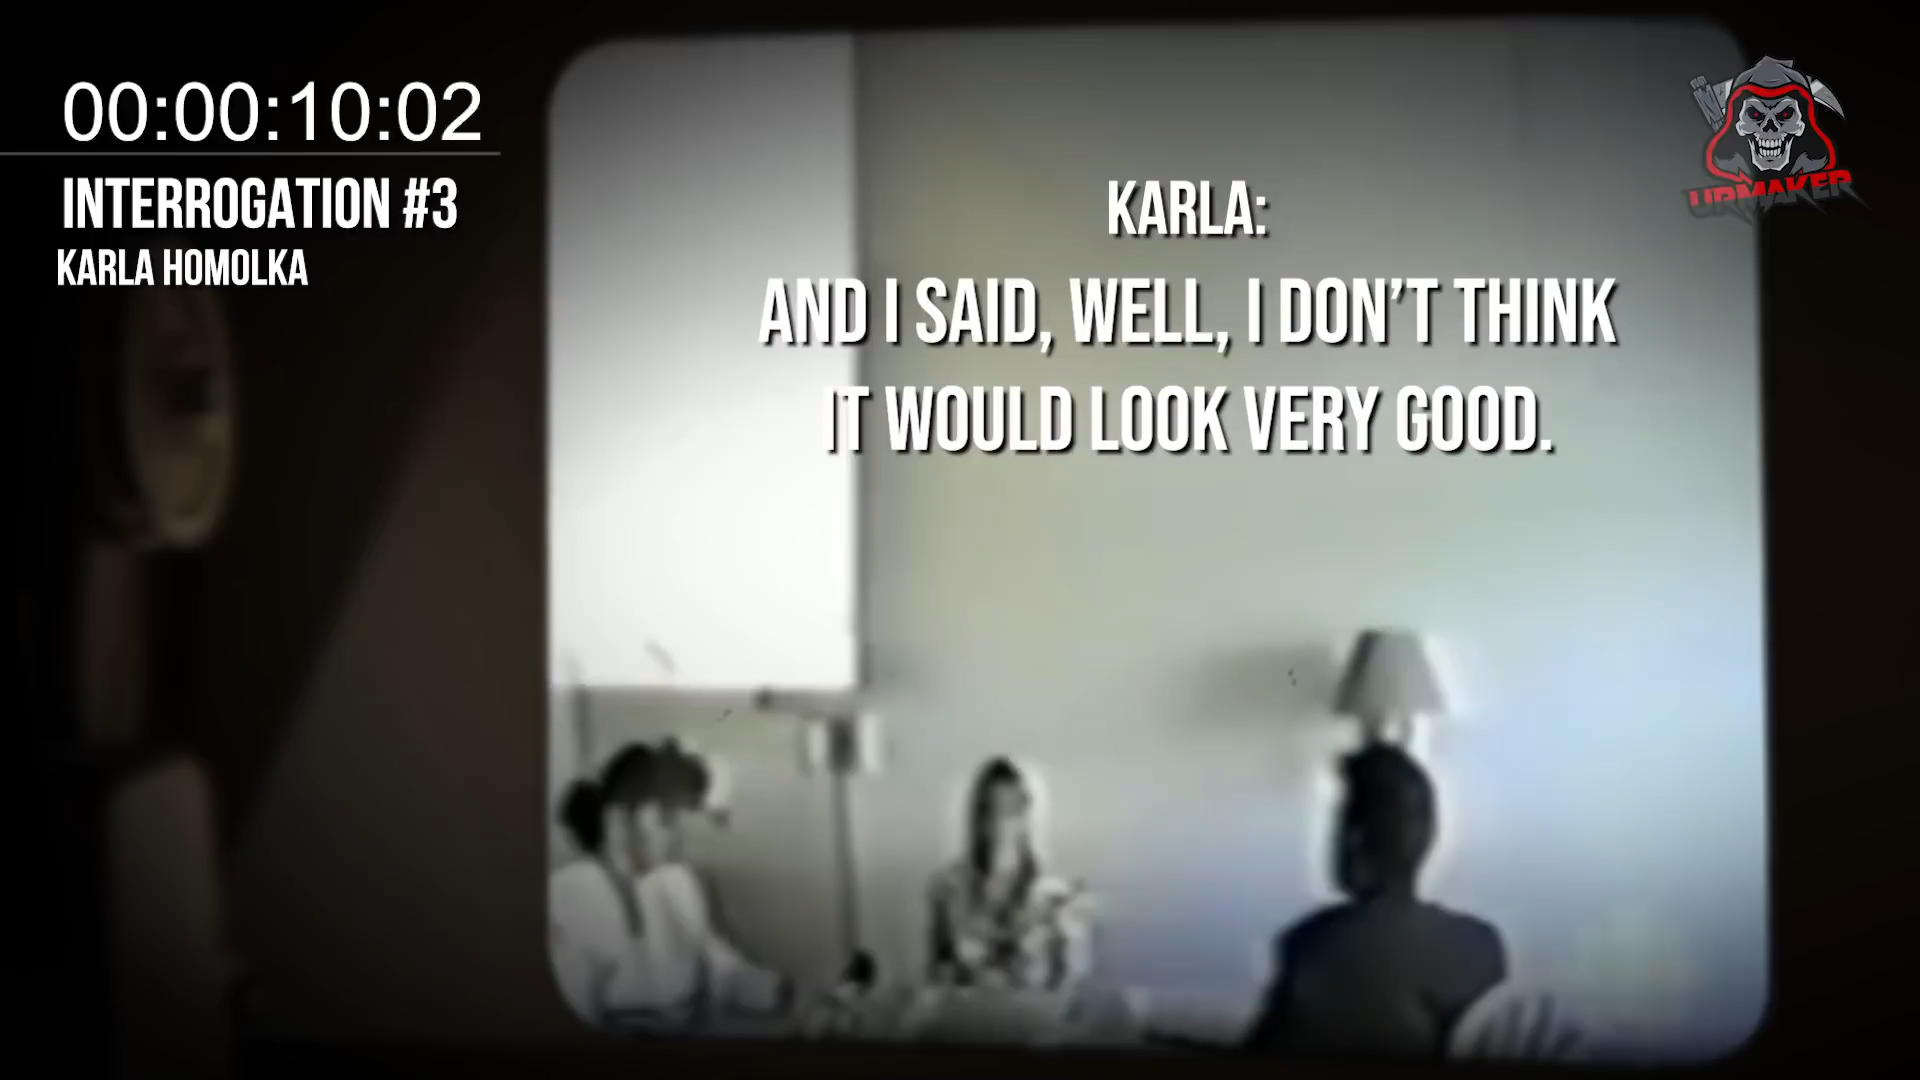 00:00:10:02
INTERROGATION #3
KARLA HOMOLKA
URMAKER
KARLA:
AND I SAID, WELL, I DON'T THINK
IT WOULD LOOK VERY GOOD.